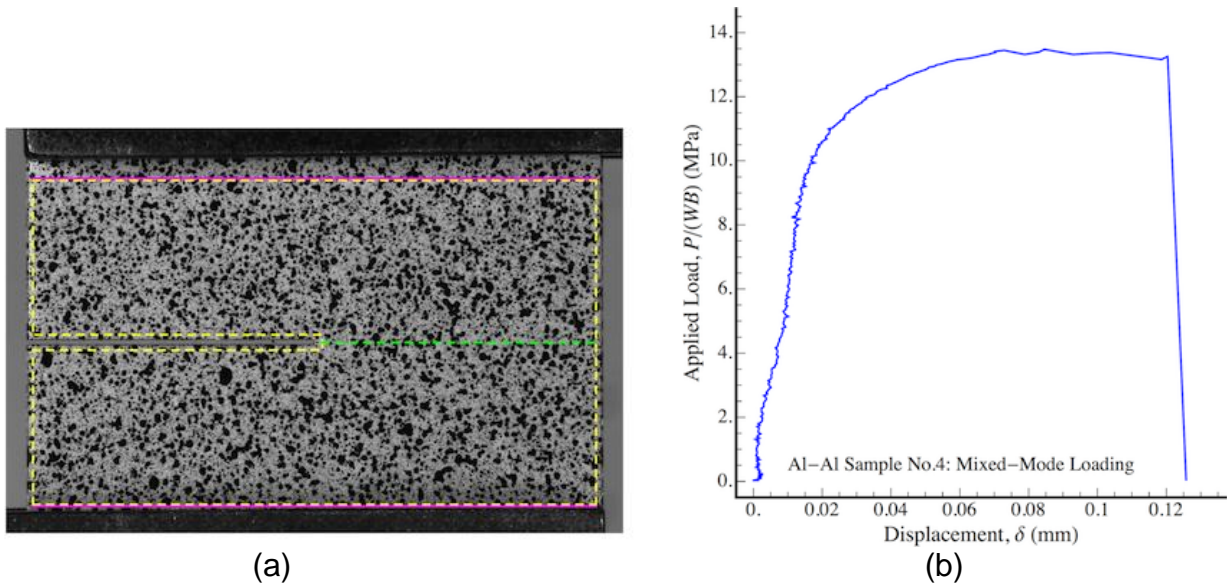 14.
12.
10.
8.
6.
4.
2.
0.
Applied Load, P/(WB) (MPa)
Al−Al Sample No.4: Mixed−Mode Loading
0. 0.02 0.04 0.06 0.08 0.1 0.12
Displacement, δ (mm)
(a) (b)